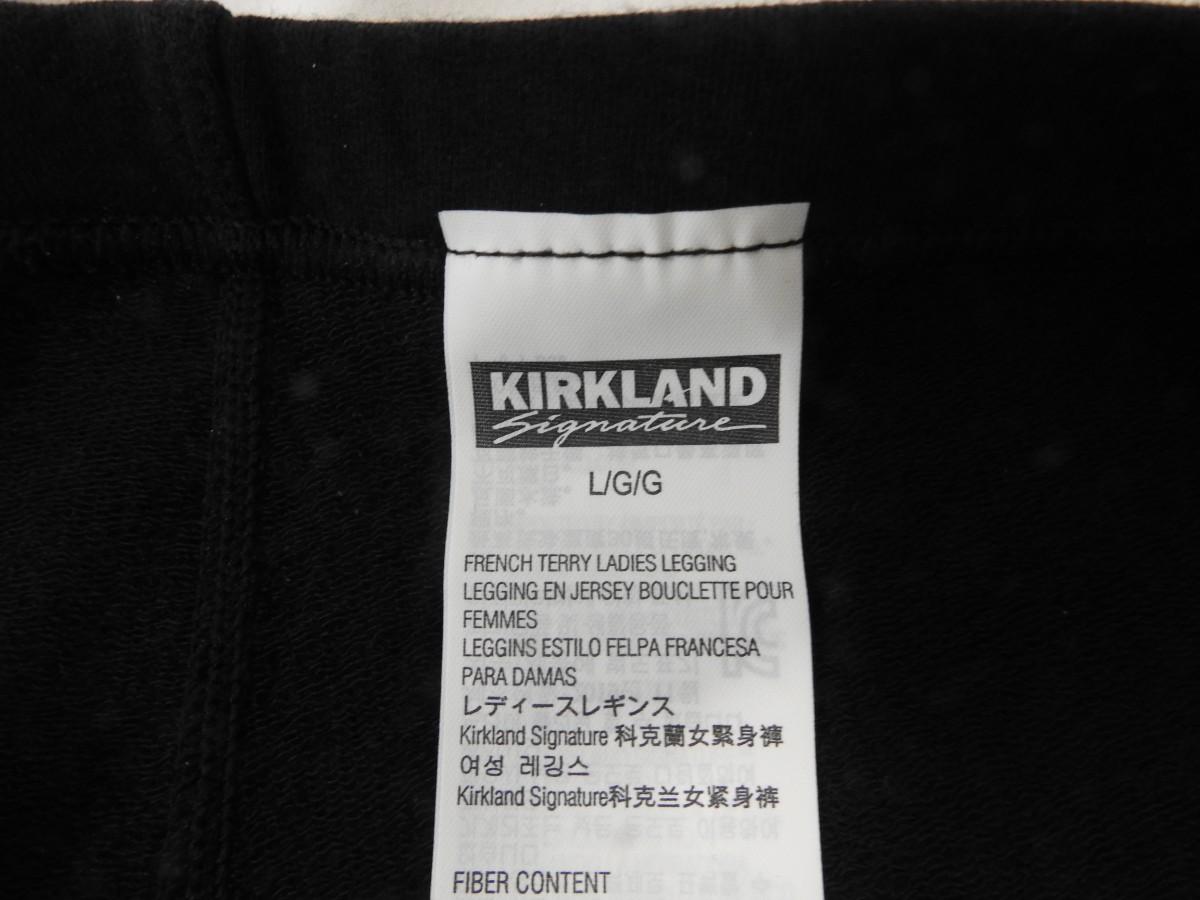 KIRKLAND
Signature
L/G/G
FRENCH TERRY LADIES LEGGING
LEGGING EN JERSEY BOUCLETTE POUR
FEMMES
LEGGINS ESTILO FELPA FRANCESA
PARA DAMAS
レディースレギンス
Kirkland Signature 科克蘭女緊身褲
여성 레깅스
Kirkland Signature科克兰女紧身裤
FIBER CONTENT